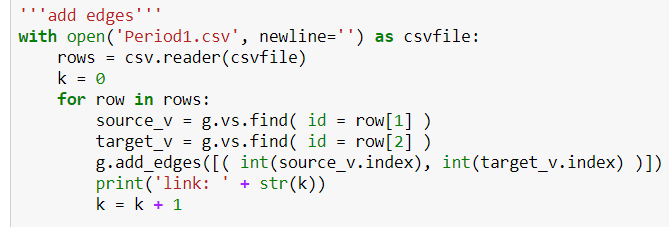 '''add edges'''
with open('Period1.csv', newline='') as csvfile:
    rows = csv.reader(csvfile)
    k = 0
    for row in rows:
        source_v = g.vs.find( id = row[1] )
        target_v = g.vs.find( id = row[2] )
        g.add_edges([( int(source_v.index), int(target_v.index) )])
        print('link: ' + str(k))
        k = k + 1